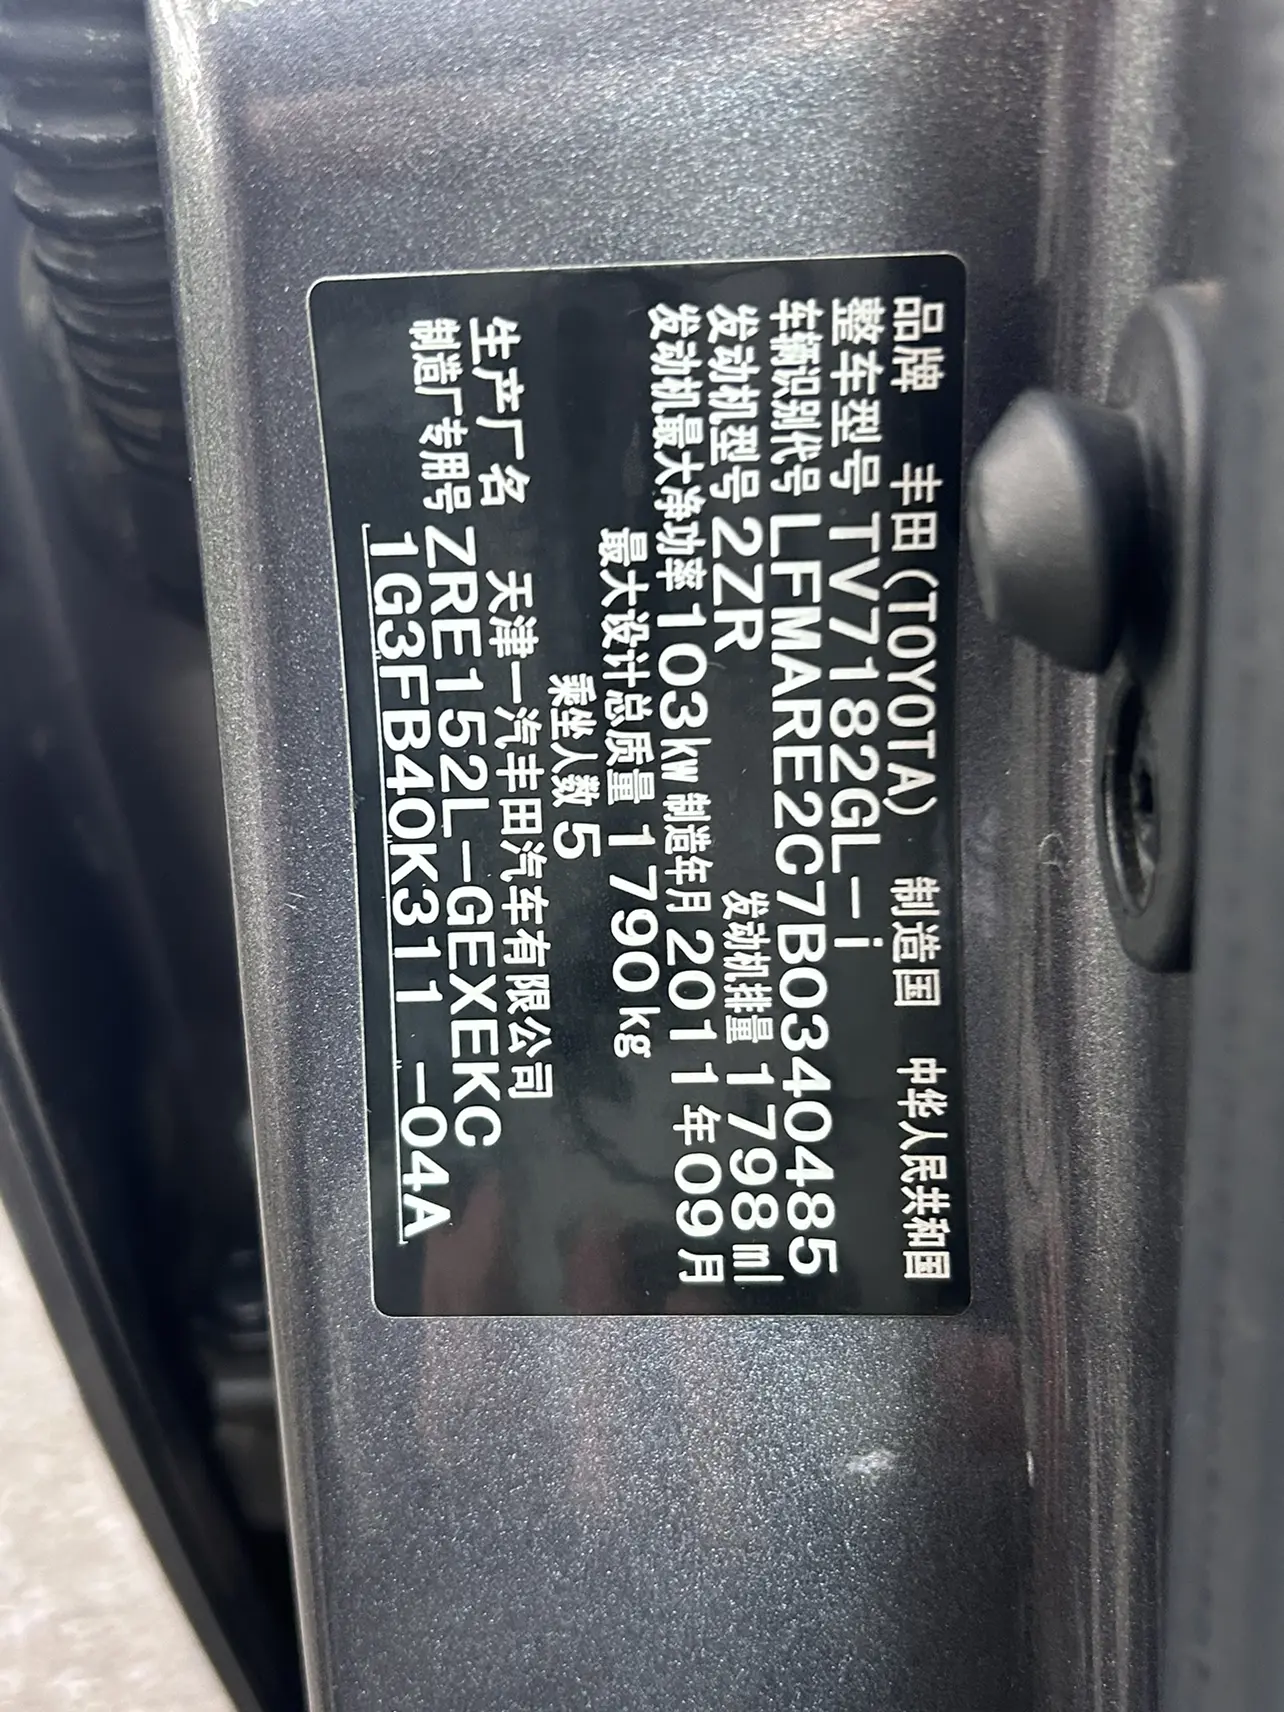 品牌 丰田(TOYOTA) 制造国 中华人民共和国
整车型号 TV7182GL-i
车辆识别代号 LFMARE2C7B0340485
发动机型号 2ZR 发动机排量 1798ml
发动机最大净功率 103kw 制造年月 2011年09月
最大设计总质量 1790kg
乘坐人数 5
生产厂名 天津一汽丰田汽车有限公司
制造厂专用号 ZRE152L-GEXEKC
1G3FB40K311-04A